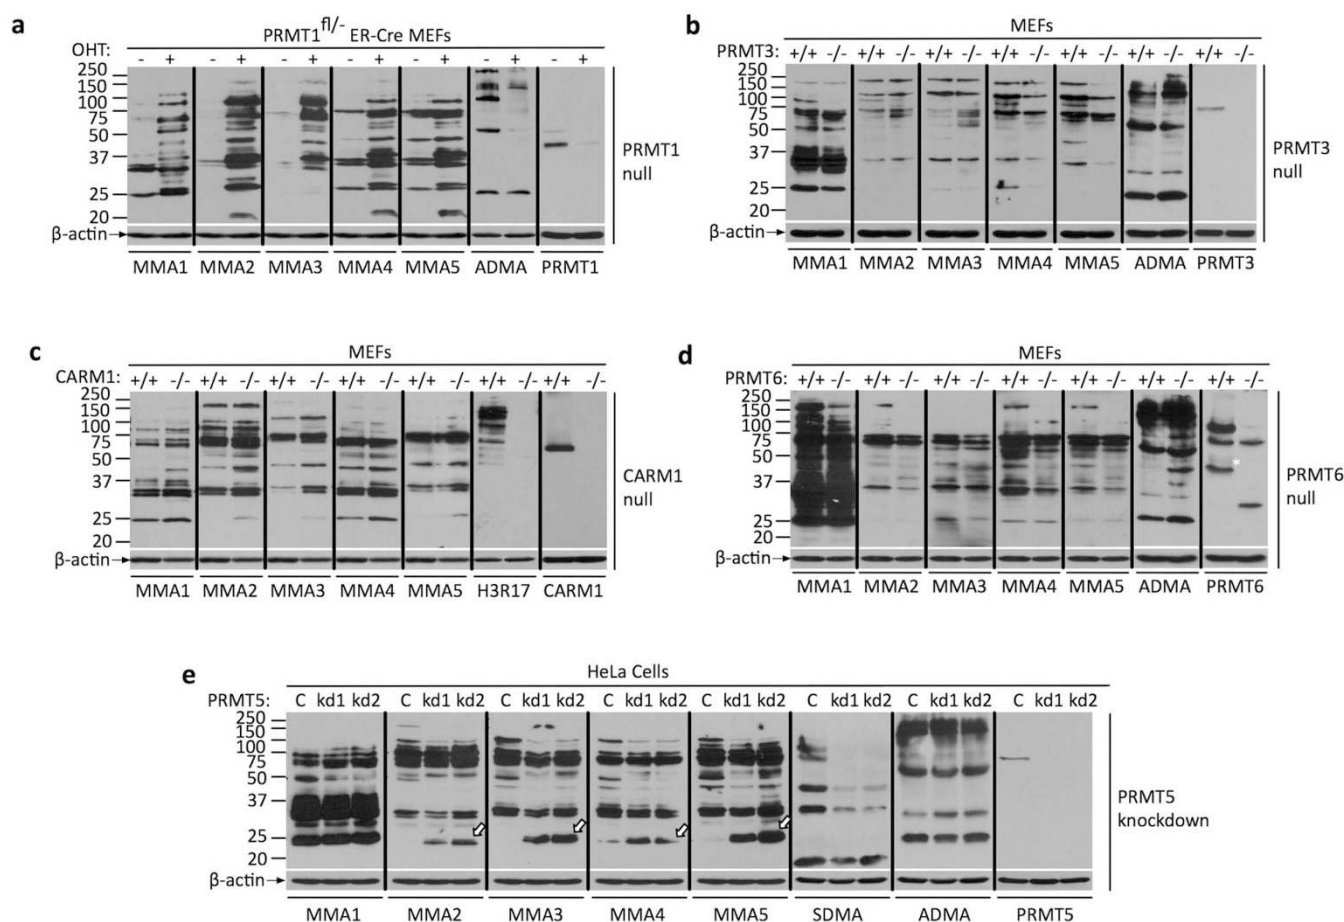 a
PRMT1fl/- ER-Cre MEFs
OHT: - + - + - + - + - + - + - +
250
150
100
75
50
37
25
20
β-actin
MMA1 MMA2 MMA3 MMA4 MMA5 ADMA PRMT1
PRMT1
null
b
MEFs
PRMT3: +/+ -/- +/+ -/- +/+ -/- +/+ -/- +/+ -/- +/+ -/- +/+ -/-
250
150
100
75
50
37
25
20
β-actin
MMA1 MMA2 MMA3 MMA4 MMA5 ADMA PRMT3
PRMT3
null
c
MEFs
CARM1: +/+ -/- +/+ -/- +/+ -/- +/+ -/- +/+ -/- +/+ -/- +/+ -/-
250
150
100
75
50
37
25
20
β-actin
MMA1 MMA2 MMA3 MMA4 MMA5 H3R17 CARM1
CARM1
null
d
MEFs
PRMT6: +/+ -/- +/+ -/- +/+ -/- +/+ -/- +/+ -/- +/+ -/- +/+ -/-
250
150
100
75
50
37
25
20
*
β-actin
MMA1 MMA2 MMA3 MMA4 MMA5 ADMA PRMT6
PRMT6
null
e
HeLa Cells
PRMT5: C kd1 kd2 C kd1 kd2 C kd1 kd2 C kd1 kd2 C kd1 kd2 C kd1 kd2 C kd1 kd2 C kd1 kd2
250
150
100
75
50
37
25
20
β-actin
MMA1 MMA2 MMA3 MMA4 MMA5 SDMA ADMA PRMT5
PRMT5
knockdown